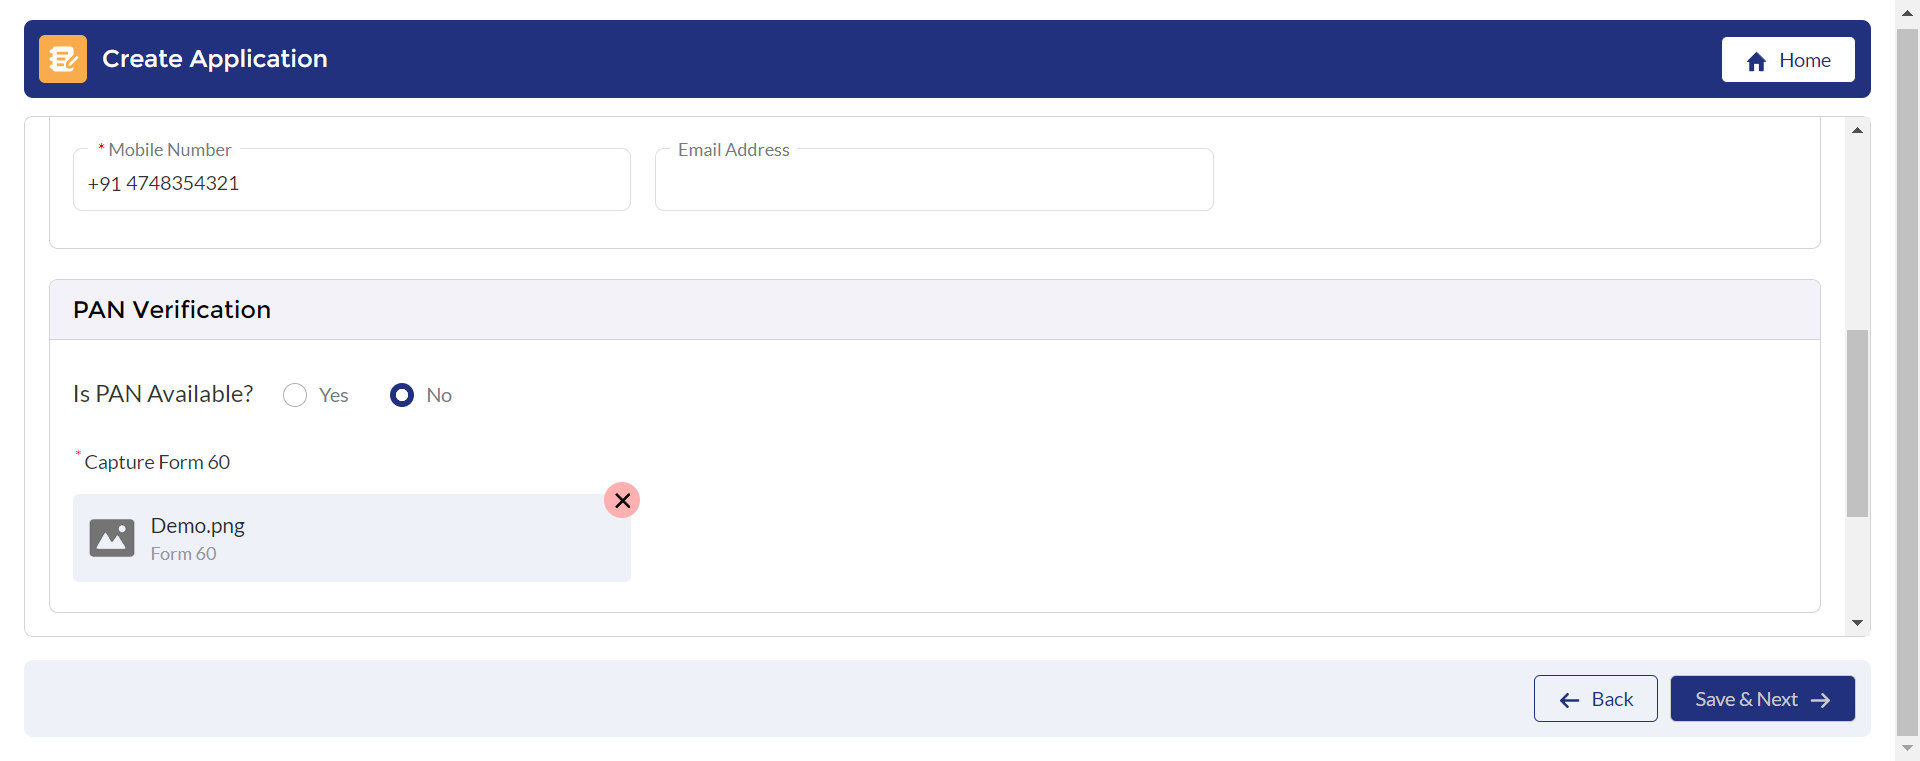 Create Application
Home
* Mobile Number
+91 4748354321
Email Address
PAN Verification
Is PAN Available? Yes No
* Capture Form 60
Demo.png
Form 60
Back
Save & Next